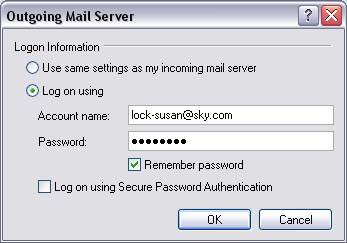 Outgoing Mail Server
Logon Information
Use same settings as my incoming mail server
Log on using
Account name: lock-susan@sky.com
Password: ●●●●●●●●
Remember password
Log on using Secure Password Authentication
OK Cancel